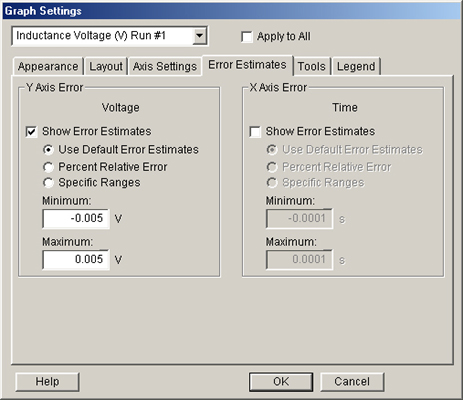 Graph Settings
Inductance Voltage (V) Run #1
Apply to All
Appearance Layout Axis Settings Error Estimates Tools Legend
Y Axis Error
Voltage
Show Error Estimates
Use Default Error Estimates
Percent Relative Error
Specific Ranges
Minimum:
-0.005 V
Maximum:
0.005 V
X Axis Error
Time
Show Error Estimates
Use Default Error Estimates
Percent Relative Error
Specific Ranges
Minimum:
-0.0001 s
Maximum:
0.0001 s
Help OK Cancel